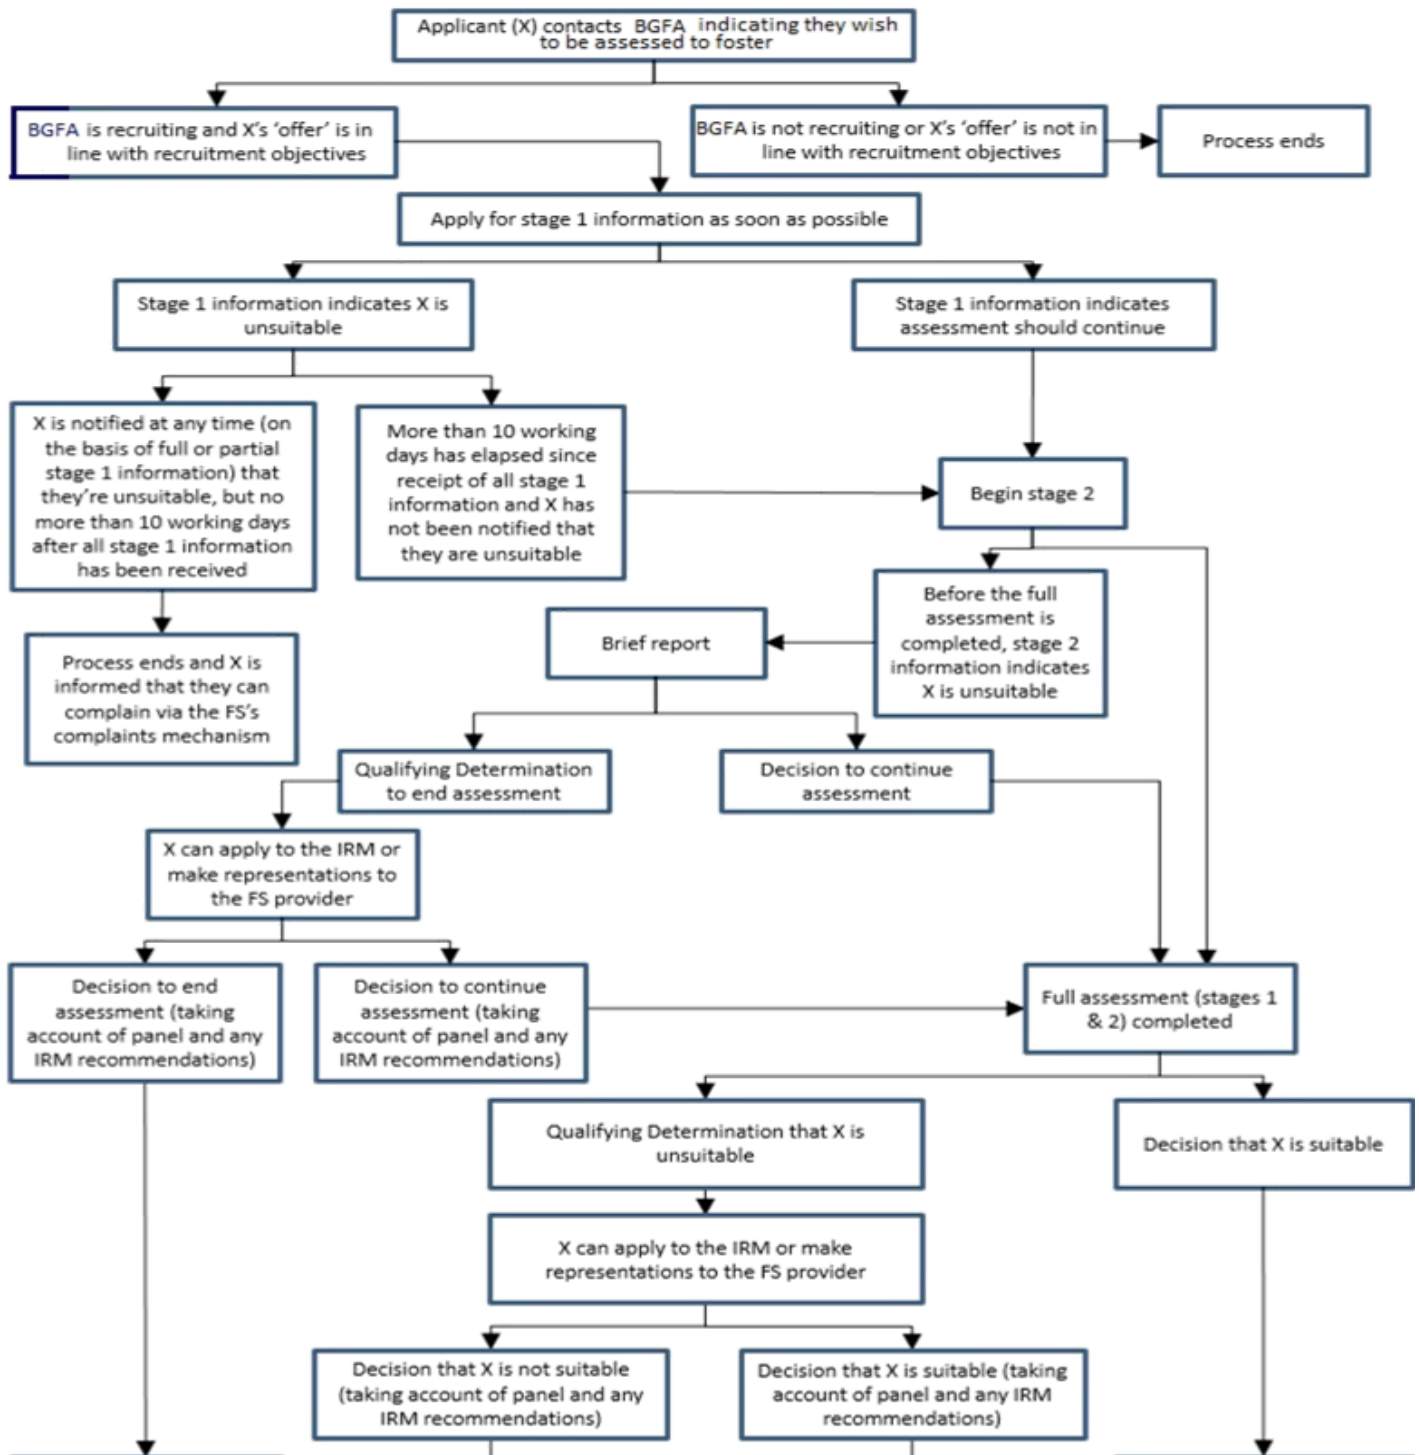 Applicant (X) contacts BGFA indicating they wish
to be assessed to foster
BGFA is recruiting and X's 'offer' is in
line with recruitment objectives
BGFA is not recruiting or X's 'offer' is not in
line with recruitment objectives
Process ends
Apply for stage 1 information as soon as possible
Stage 1 information indicates X is
unsuitable
Stage 1 information indicates
assessment should continue
X is notified at any time (on
the basis of full or partial
stage 1 information) that
they're unsuitable, but no
more than 10 working days
after all stage 1 information
has been received
More than 10 working
days has elapsed since
receipt of all stage 1
information and X has
not been notified that
they are unsuitable
Begin stage 2
Before the full
assessment is
completed, stage 2
information indicates
X is unsuitable
Brief report
Process ends and X is
informed that they can
complain via the FS's
complaints mechanism
Qualifying Determination
to end assessment
Decision to continue
assessment
X can apply to the IRM or
make representations to
the FS provider
Decision to end
assessment (taking
account of panel and any
IRM recommendations)
Decision to continue
assessment (taking
account of panel and any
IRM recommendations)
Full assessment (stages 1
& 2) completed
Qualifying Determination that X is
unsuitable
Decision that X is suitable
X can apply to the IRM or make
representations to the FS provider
Decision that X is not suitable
(taking account of panel and any
IRM recommendations)
Decision that X is suitable (taking
account of panel and any IRM
recommendations)